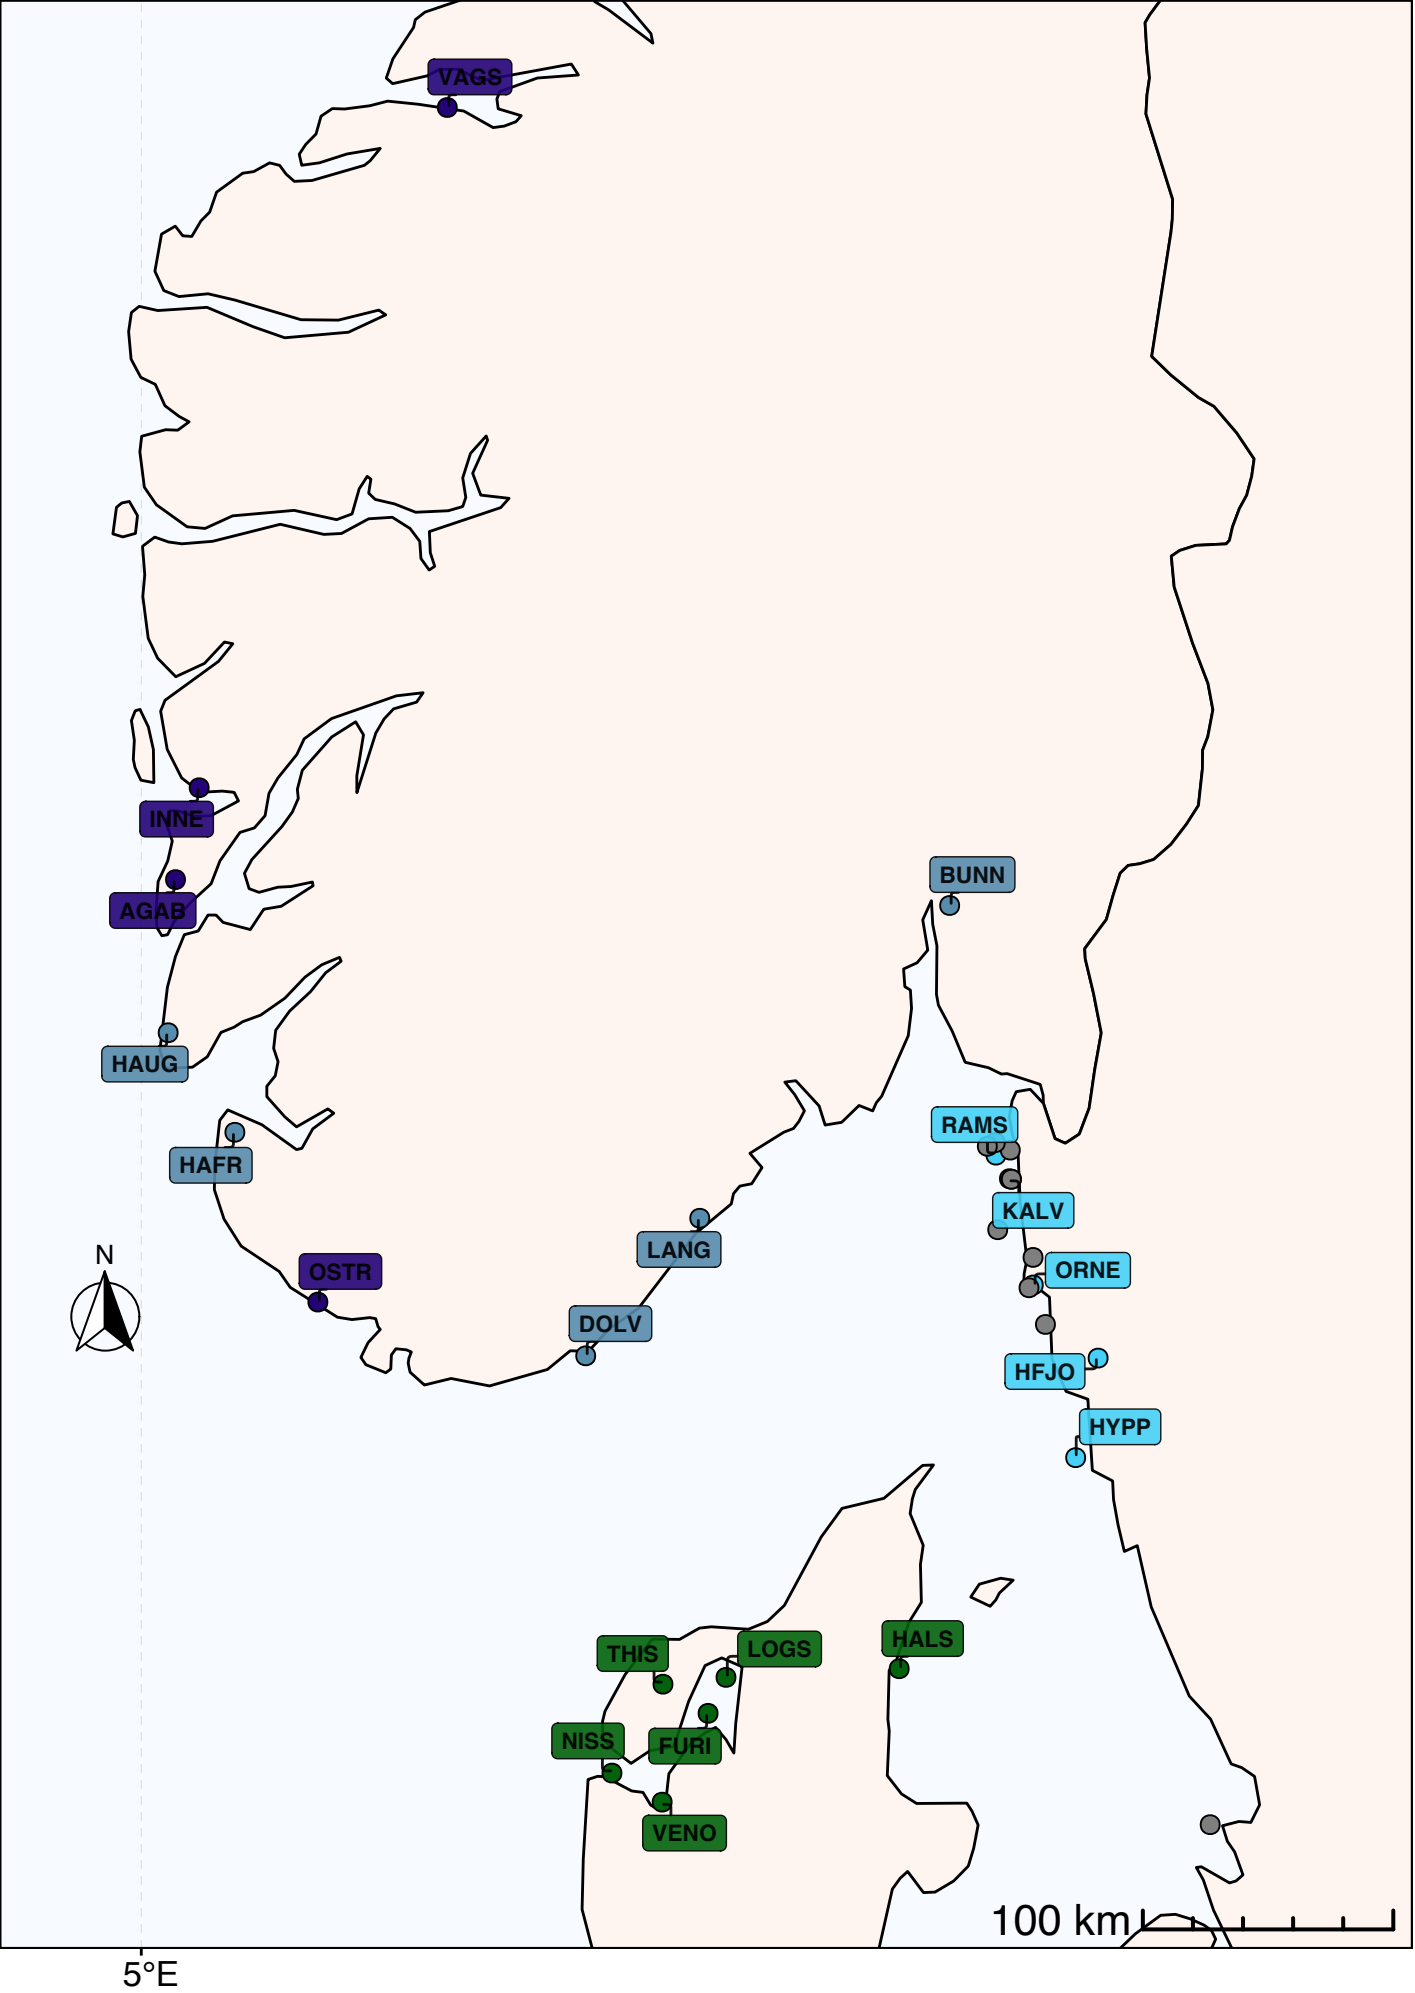 VAGS
INNE
BUNN
AGAB
HAUG
RAMS
HAFR
KALV
LANG
N
OSTR
ORNE
DOLV
HFJO
HYPP
HALS
LOGS
THIS
NISS
FURI
VENO
100 km
5°E